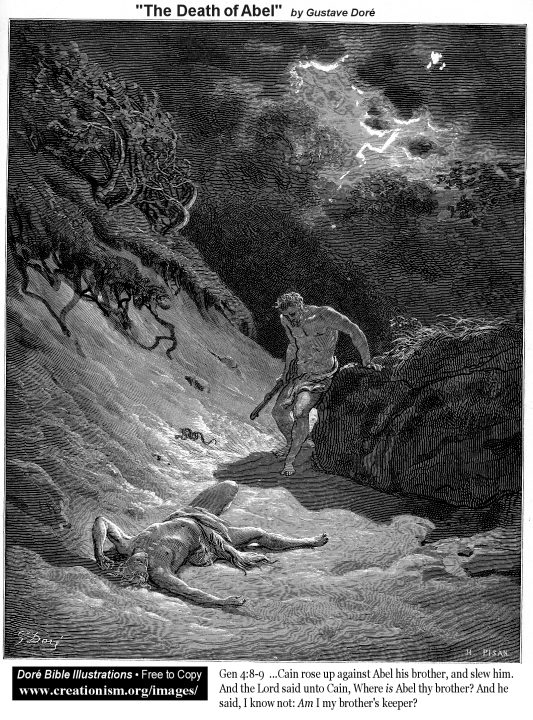 "The Death of Abel" by Gustave Doré
G. Doré
H. PISAN
Doré Bible Illustrations • Free to Copy
www.creationism.org/images/
Gen 4:8-9 ...Cain rose up against Abel his brother, and slew him.
And the Lord said unto Cain, Where is Abel thy brother? And he
said, I know not: Am I my brother's keeper?